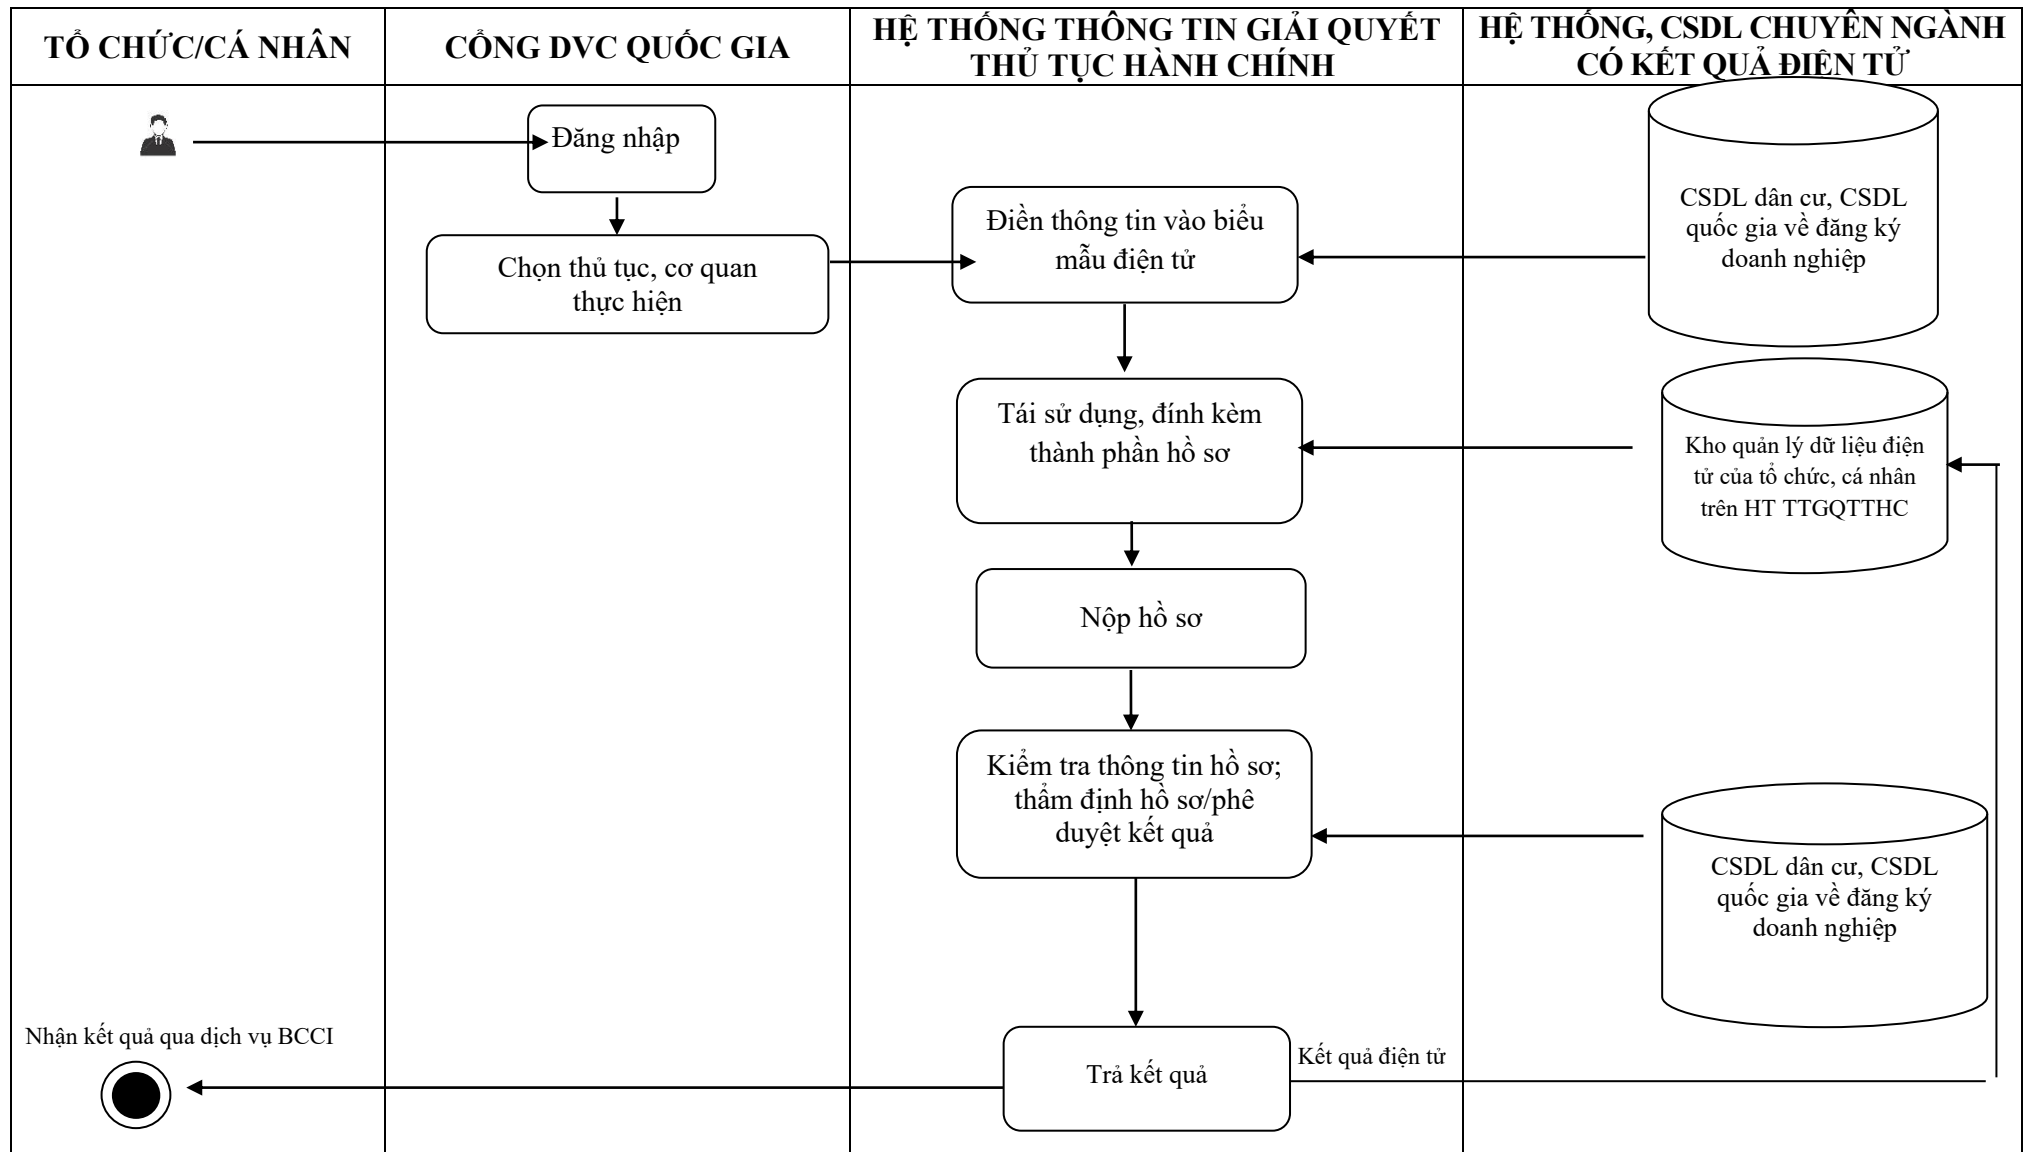 TỔ CHỨC/CÁ NHÂN
CỔNG DVC QUỐC GIA
HỆ THỐNG THÔNG TIN GIẢI QUYẾT
THỦ TỤC HÀNH CHÍNH
HỆ THỐNG, CSDL CHUYÊN NGÀNH
CÓ KẾT QUẢ ĐIỆN TỬ
Đăng nhập
Chọn thủ tục, cơ quan
thực hiện
Điền thông tin vào biểu
mẫu điện tử
CSDL dân cư, CSDL
quốc gia về đăng ký
doanh nghiệp
Tái sử dụng, đính kèm
thành phần hồ sơ
Kho quản lý dữ liệu điện
tử của tổ chức, cá nhân
trên HT TTGQTTHC
Nộp hồ sơ
Kiểm tra thông tin hồ sơ;
thẩm định hồ sơ/phê
duyệt kết quả
CSDL dân cư, CSDL
quốc gia về đăng ký
doanh nghiệp
Nhận kết quả qua dịch vụ BCCI
Trả kết quả
Kết quả điện tử